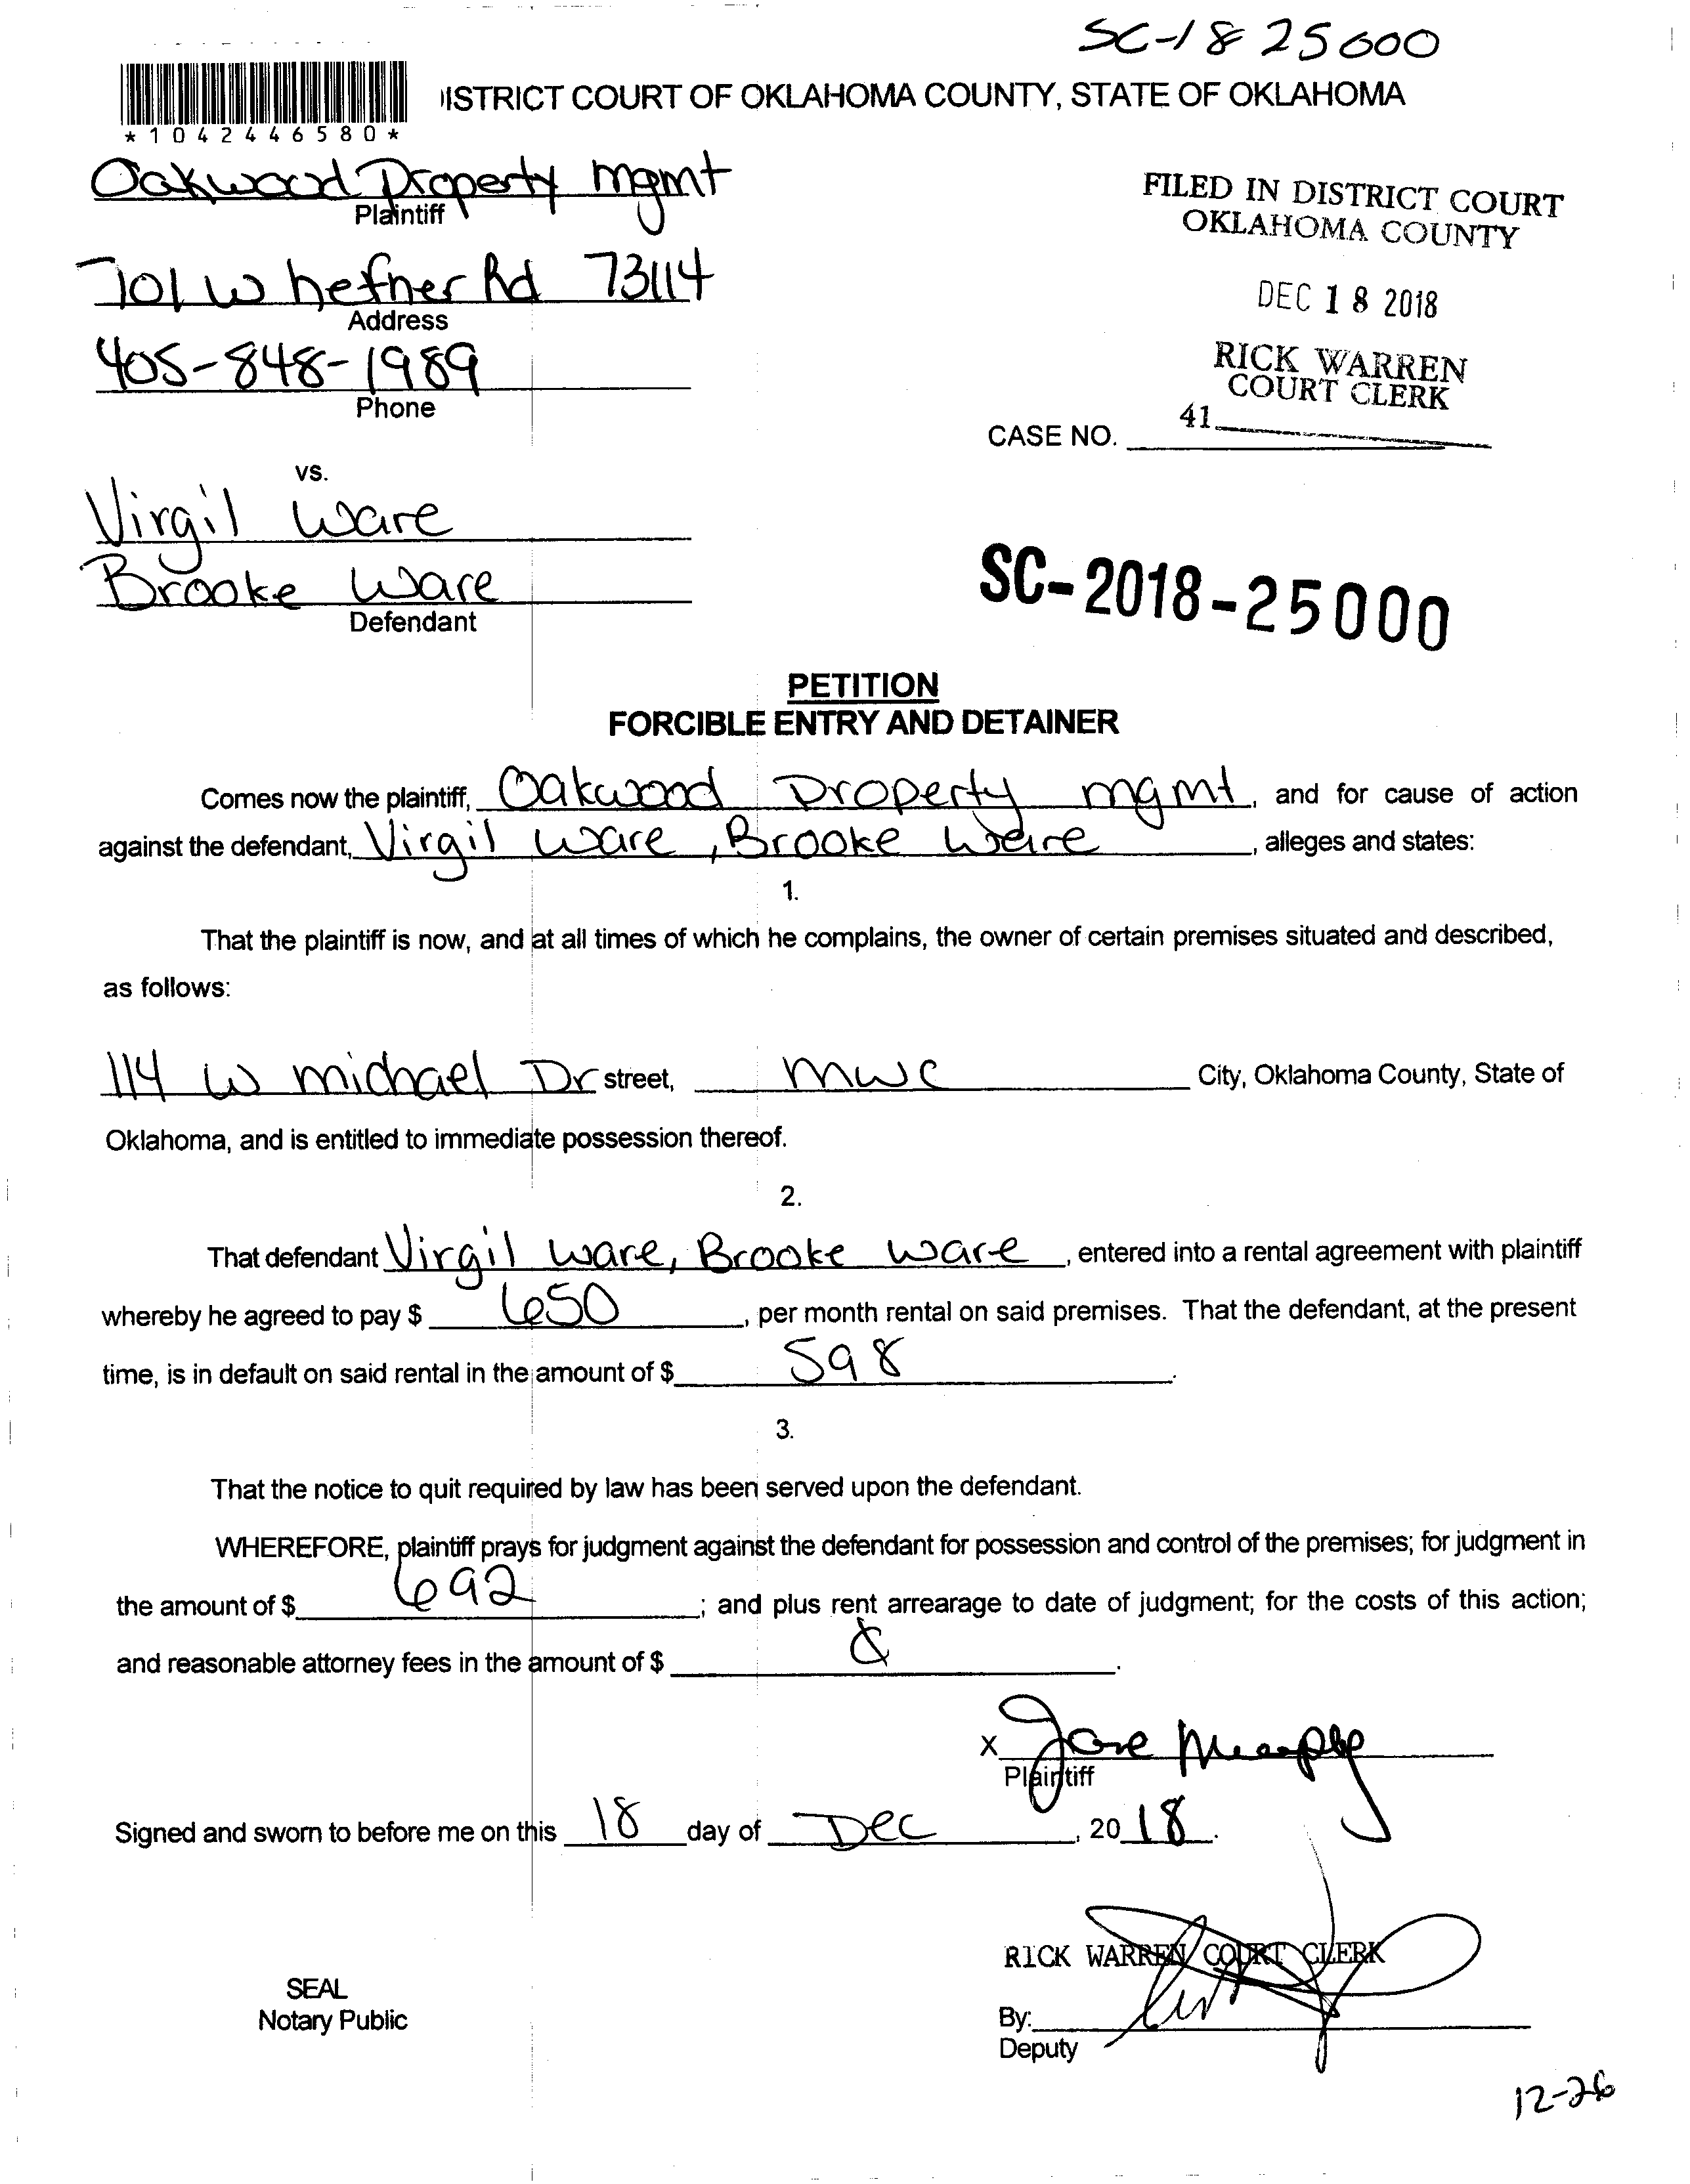 SC-18 25000
ISTRICT COURT OF OKLAHOMA COUNTY, STATE OF OKLAHOMA
*1042446580*
Oakwood Property mgmt
Plaintiff
FILED IN DISTRICT COURT
OKLAHOMA COUNTY
701 W hefner Rd 73114
Address
DEC 18 2018
405-848-1989
Phone
RICK WARREN
COURT CLERK
41
CASE NO.
vs.
Virgil Ware
Brooke Ware
Defendant
SC-2018-25000
PETITION
FORCIBLE ENTRY AND DETAINER
Comes now the plaintiff, Oakwood Property mgmt, and for cause of action
against the defendant, Virgil Ware, Brooke Ware, alleges and states:
1.
That the plaintiff is now, and at all times of which he complains, the owner of certain premises situated and described,
as follows:
114 W michael Dr street, mwc City, Oklahoma County, State of
Oklahoma, and is entitled to immediate possession thereof.
2.
That defendant Virgil Ware, Brooke Ware, entered into a rental agreement with plaintiff
whereby he agreed to pay $ 650, per month rental on said premises. That the defendant, at the present
time, is in default on said rental in the amount of $ 598.
3.
That the notice to quit required by law has been served upon the defendant.
WHEREFORE, plaintiff prays for judgment against the defendant for possession and control of the premises; for judgment in
the amount of $ 692; and plus rent arrearage to date of judgment; for the costs of this action;
and reasonable attorney fees in the amount of $ .
X
Plaintiff
Signed and sworn to before me on this 18 day of Dec, 2018.
RICK WARREN COURT CLERK
SEAL
Notary Public
By:
Deputy
12-26